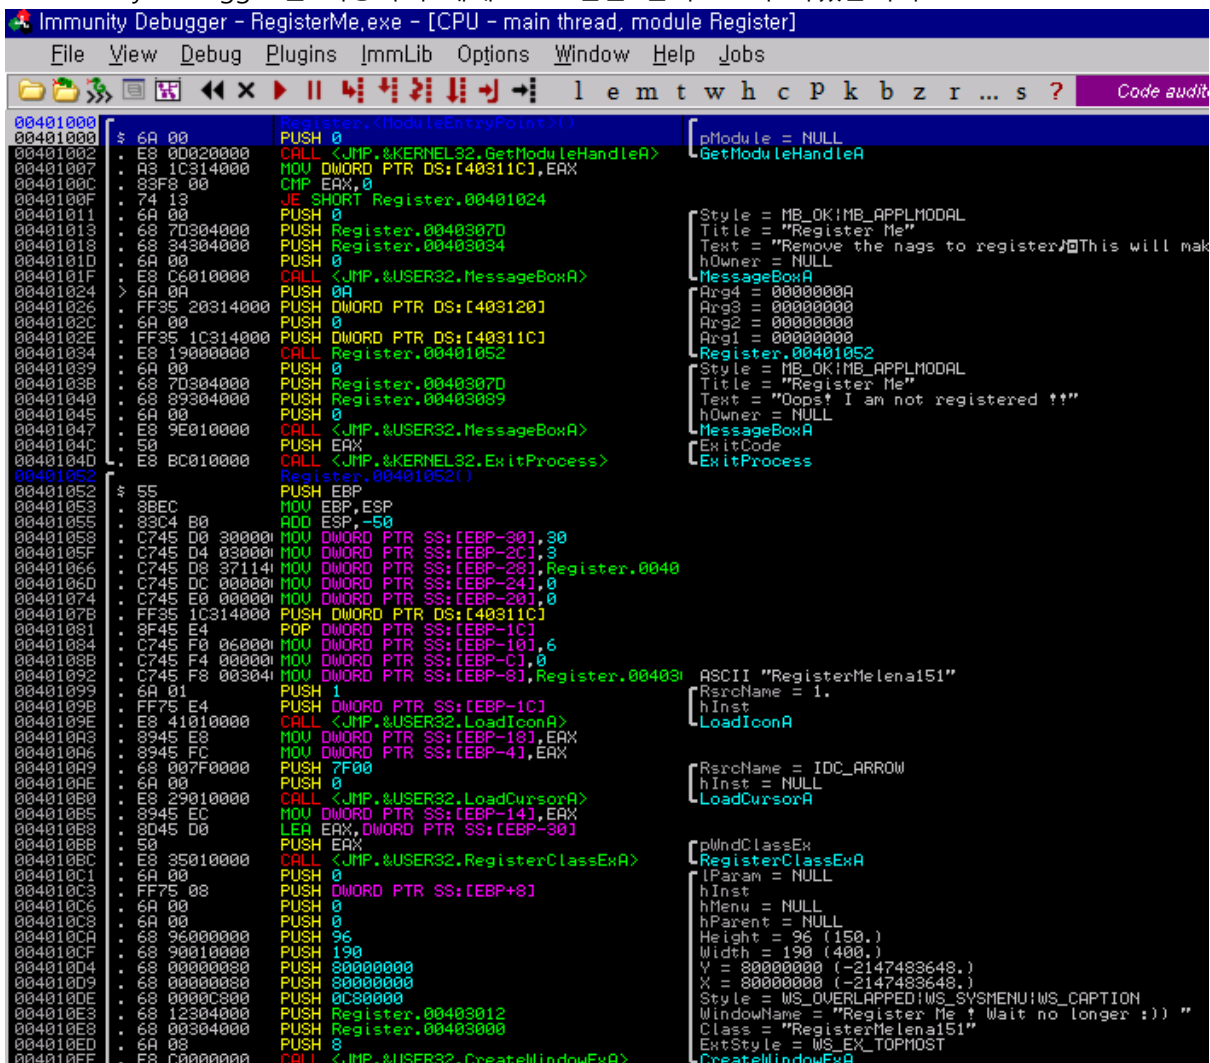 Immunity Debugger - RegisterMe.exe - [CPU - main thread, module Register]
File View Debug Plugins ImmLib Options Window Help Jobs
l e m t w h c P k b z r ... s ? Code audit
00401000 Register.<ModuleEntryPoint>()
00401000 $ 6A 00 PUSH 0 pModule = NULL
00401002 . E8 0D020000 CALL <JMP.&KERNEL32.GetModuleHandleA> GetModuleHandleA
00401007 . A3 1C314000 MOV DWORD PTR DS:[40311C],EAX
0040100C . 83F8 00 CMP EAX,0
0040100F . 74 13 JE SHORT Register.00401024
00401011 . 6A 00 PUSH 0 Style = MB_OK|MB_APPLMODAL
00401013 . 68 7D304000 PUSH Register.0040307D Title = "Register Me"
00401018 . 68 34304000 PUSH Register.00403034 Text = "Remove the nags to register♪◙This will mak
0040101D . 6A 00 PUSH 0 hOwner = NULL
0040101F . E8 C6010000 CALL <JMP.&USER32.MessageBoxA> MessageBoxA
00401024 > 6A 0A PUSH 0A Arg4 = 0000000A
00401026 . FF35 20314000 PUSH DWORD PTR DS:[403120] Arg3 = 00000000
0040102C . 6A 00 PUSH 0 Arg2 = 00000000
0040102E . FF35 1C314000 PUSH DWORD PTR DS:[40311C] Arg1 = 00000000
00401034 . E8 19000000 CALL Register.00401052 Register.00401052
00401039 . 6A 00 PUSH 0 Style = MB_OK|MB_APPLMODAL
0040103B . 68 7D304000 PUSH Register.0040307D Title = "Register Me"
00401040 . 68 89304000 PUSH Register.00403089 Text = "Oops! I am not registered !!"
00401045 . 6A 00 PUSH 0 hOwner = NULL
00401047 . E8 9E010000 CALL <JMP.&USER32.MessageBoxA> MessageBoxA
0040104C . 50 PUSH EAX ExitCode
0040104D . E8 BC010000 CALL <JMP.&KERNEL32.ExitProcess> ExitProcess
00401052 Register.00401052()
00401052 $ 55 PUSH EBP
00401053 . 8BEC MOV EBP,ESP
00401055 . 83C4 B0 ADD ESP,-50
00401058 . C745 D0 30000 MOV DWORD PTR SS:[EBP-30],30
0040105F . C745 D4 03000 MOV DWORD PTR SS:[EBP-2C],3
00401066 . C745 D8 37114 MOV DWORD PTR SS:[EBP-28],Register.0040
0040106D . C745 DC 00000 MOV DWORD PTR SS:[EBP-24],0
00401074 . C745 E0 00000 MOV DWORD PTR SS:[EBP-20],0
0040107B . FF35 1C314000 PUSH DWORD PTR DS:[40311C]
00401081 . 8F45 E4 POP DWORD PTR SS:[EBP-1C]
00401084 . C745 F0 06000 MOV DWORD PTR SS:[EBP-10],6
0040108B . C745 F4 00000 MOV DWORD PTR SS:[EBP-C],0
00401092 . C745 F8 00304 MOV DWORD PTR SS:[EBP-8],Register.00403 ASCII "RegisterMelena151"
00401099 . 6A 01 PUSH 1 RsrcName = 1.
0040109B . FF75 E4 PUSH DWORD PTR SS:[EBP-1C] hInst
0040109E . E8 41010000 CALL <JMP.&USER32.LoadIconA> LoadIconA
004010A3 . 8945 E8 MOV DWORD PTR SS:[EBP-18],EAX
004010A6 . 8945 FC MOV DWORD PTR SS:[EBP-4],EAX
004010A9 . 68 007F0000 PUSH 7F00 RsrcName = IDC_ARROW
004010AE . 6A 00 PUSH 0 hInst = NULL
004010B0 . E8 29010000 CALL <JMP.&USER32.LoadCursorA> LoadCursorA
004010B5 . 8945 EC MOV DWORD PTR SS:[EBP-14],EAX
004010B8 . 8D45 D0 LEA EAX,DWORD PTR SS:[EBP-30]
004010BB . 50 PUSH EAX pWndClassEx
004010BC . E8 35010000 CALL <JMP.&USER32.RegisterClassExA> RegisterClassExA
004010C1 . 6A 00 PUSH 0 lParam = NULL
004010C3 . FF75 08 PUSH DWORD PTR SS:[EBP+8] hInst
004010C6 . 6A 00 PUSH 0 hMenu = NULL
004010C8 . 6A 00 PUSH 0 hParent = NULL
004010CA . 68 96000000 PUSH 96 Height = 96 (150.)
004010CF . 68 90010000 PUSH 190 Width = 190 (400.)
004010D4 . 68 00000080 PUSH 80000000 Y = 80000000 (-2147483648.)
004010D9 . 68 00000080 PUSH 80000000 X = 80000000 (-2147483648.)
004010DE . 68 0000C800 PUSH 0C80000 Style = WS_OVERLAPPED|WS_SYSMENU|WS_CAPTION
004010E3 . 68 12304000 PUSH Register.00403012 WindowName = "Register Me ! Wait no longer :)) "
004010E8 . 68 00304000 PUSH Register.00403000 Class = "RegisterMelena151"
004010ED . 6A 08 PUSH 8 ExtStyle = WS_EX_TOPMOST
004010EF . E8 C0000000 CALL <JMP.&USER32.CreateWindowExA> CreateWindowExA